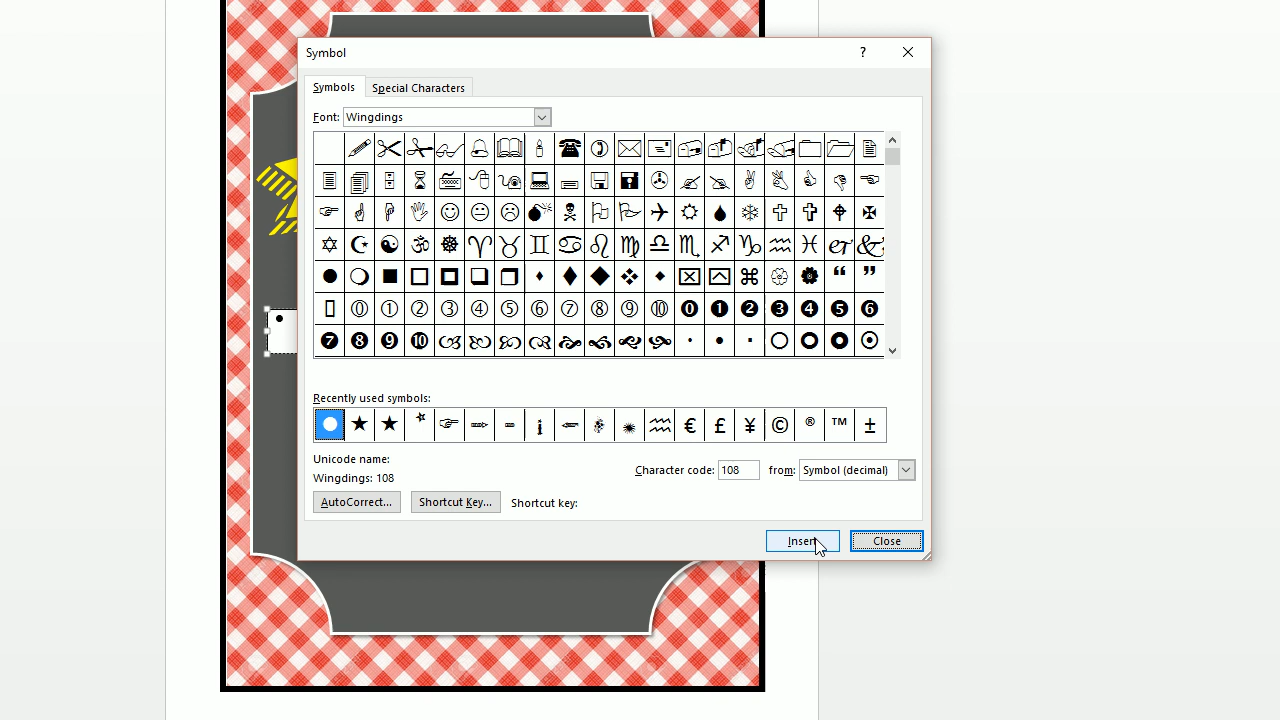 Symbol
?
Symbols
Special Characters
Font: Wingdings
Recently used symbols:
€ £ ¥ © ® ™ ±
Unicode name:
Wingdings: 108
Character code: 108 from: Symbol (decimal)
AutoCorrect... Shortcut Key... Shortcut key:
Insert Close